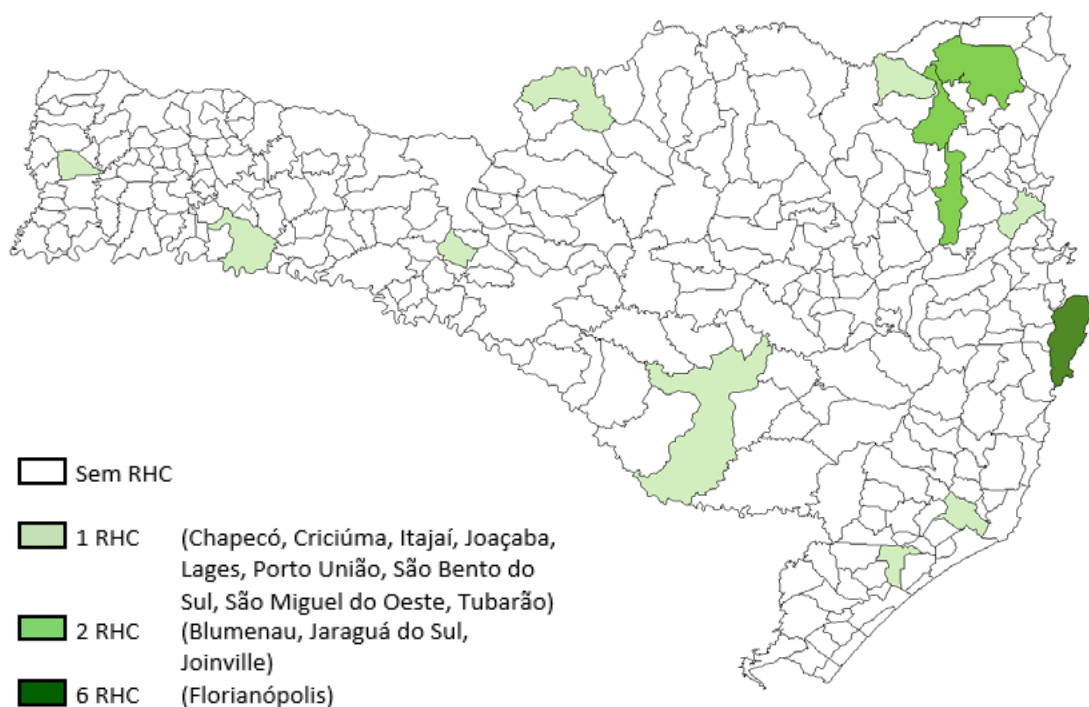 Sem RHC
1 RHC (Chapecó, Criciúma, Itajaí, Joaçaba,
Lages, Porto União, São Bento do
Sul, São Miguel do Oeste, Tubarão)
2 RHC (Blumenau, Jaraguá do Sul,
Joinville)
6 RHC (Florianópolis)